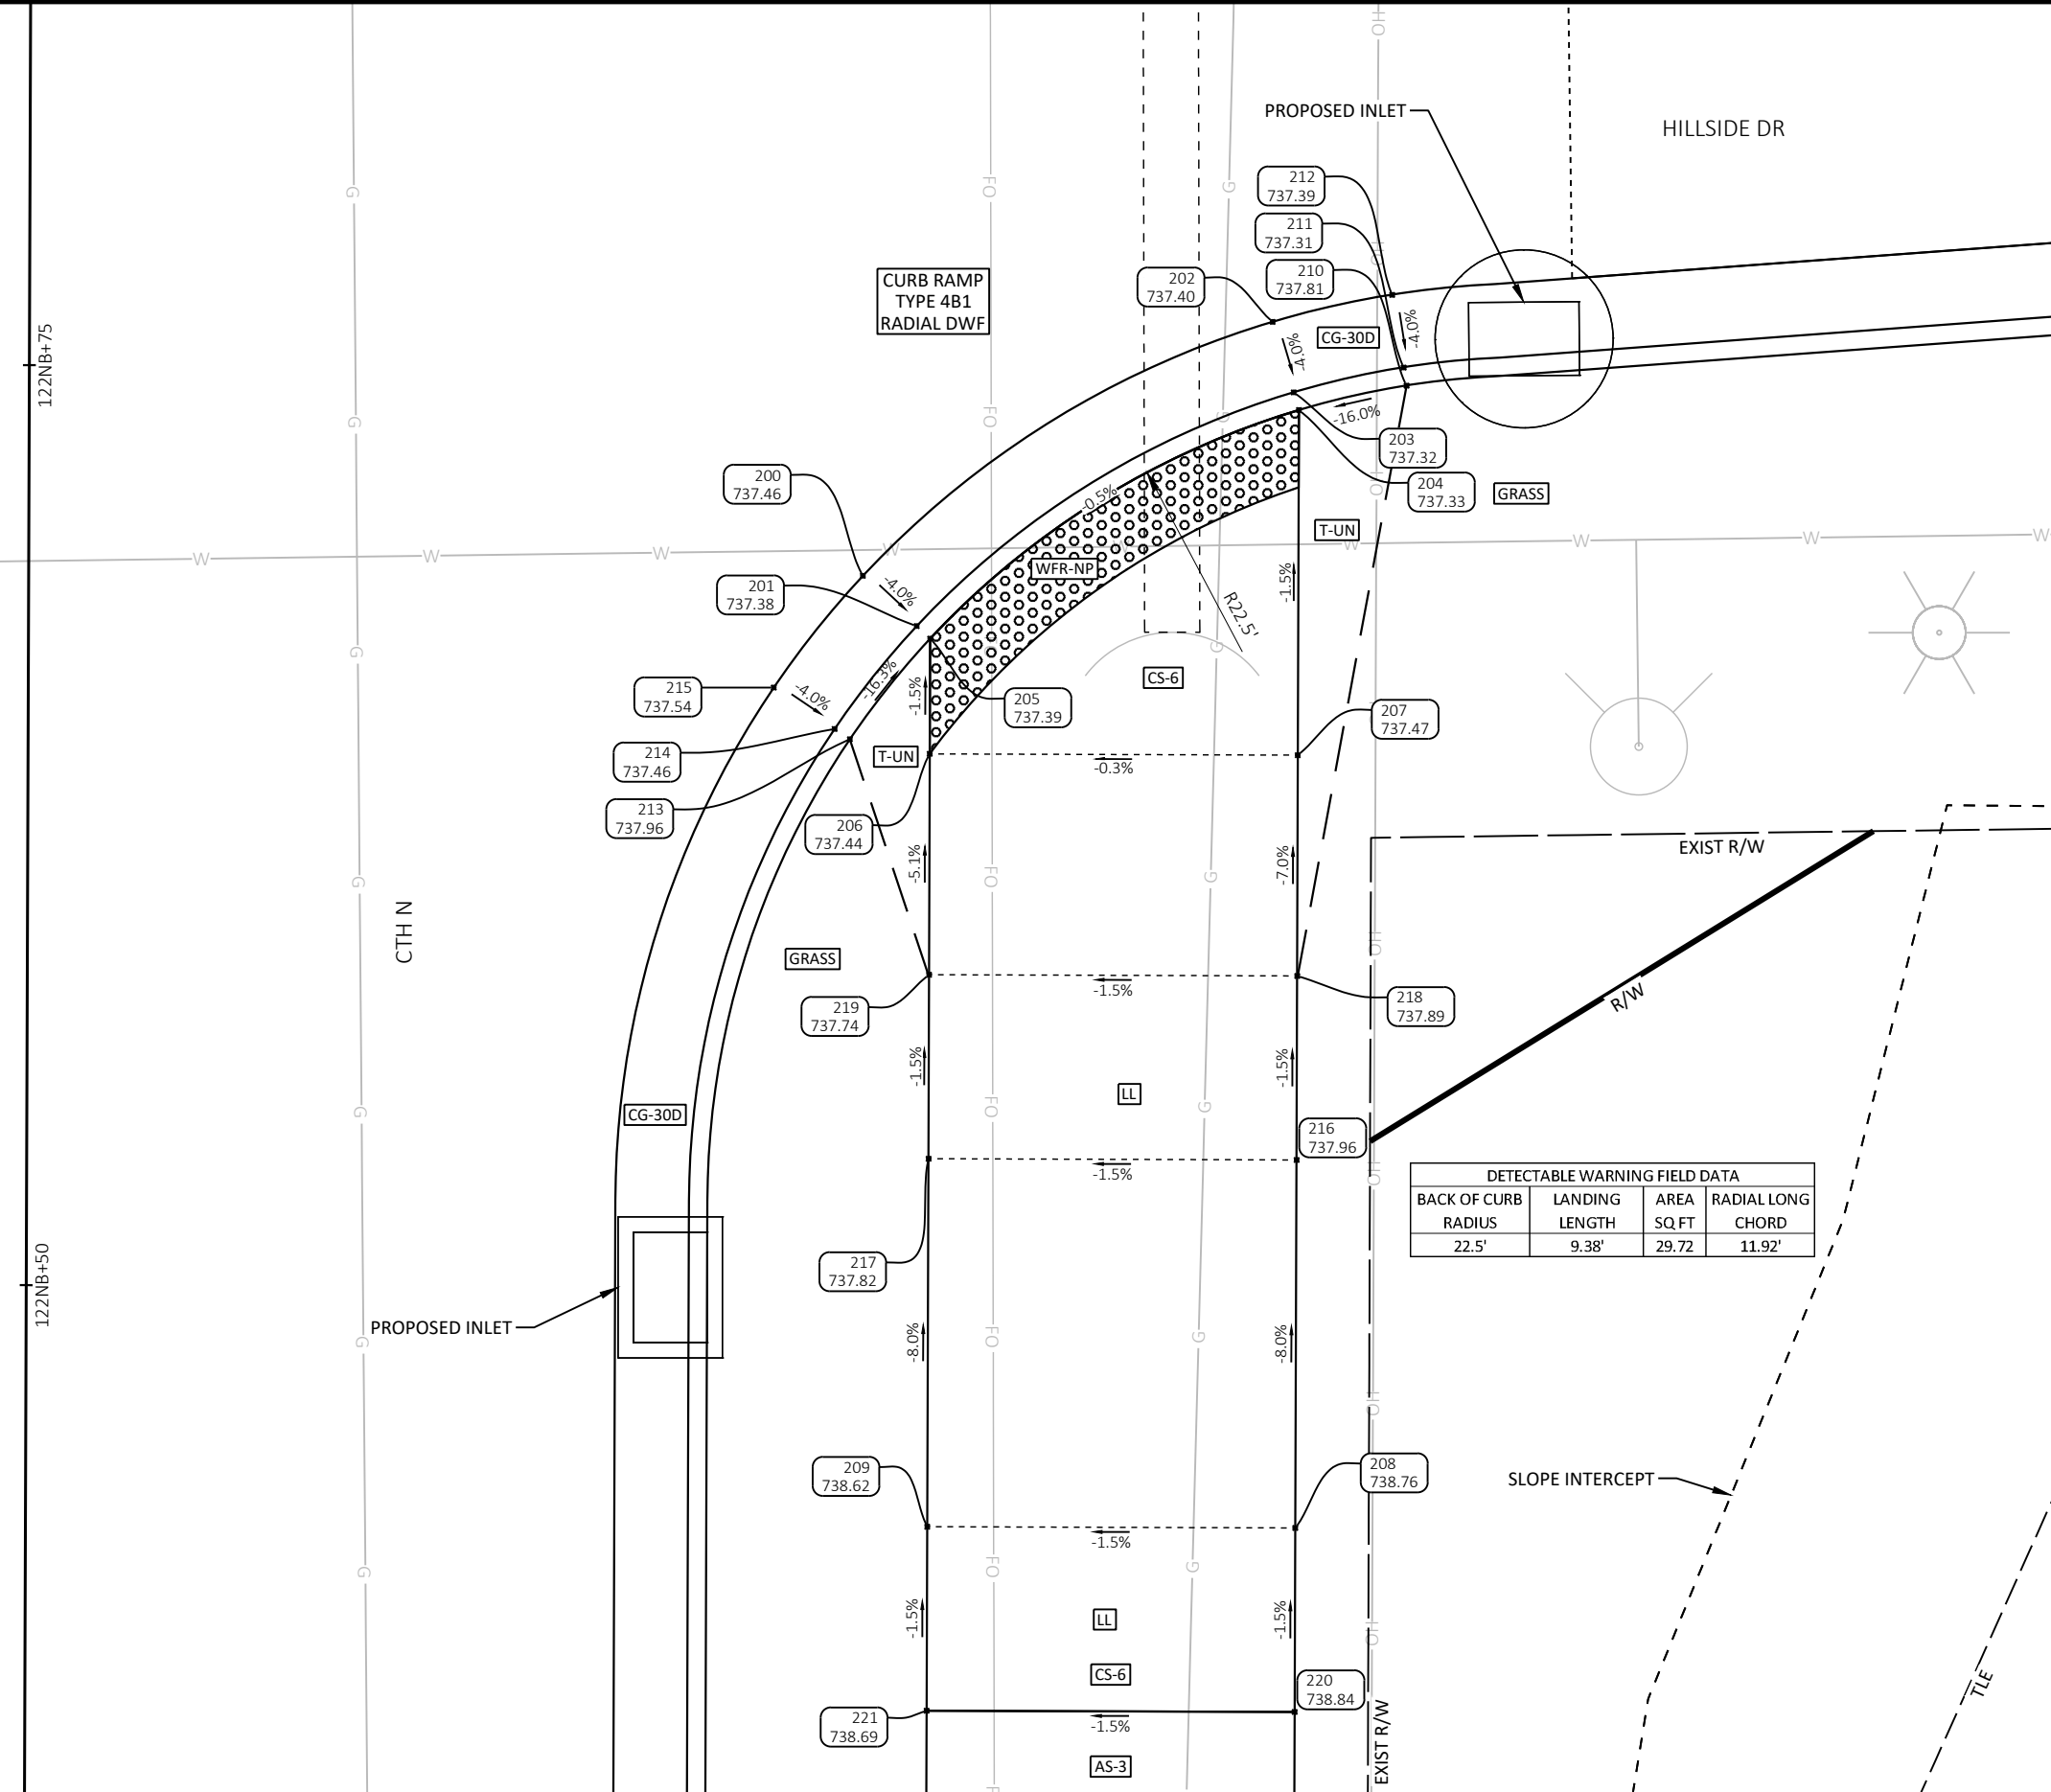 PROPOSED INLET
HILLSIDE DR
212
737.39
211
737.31
210
737.81
202
737.40
CURB RAMP
TYPE 4B1
RADIAL DWF
CG-30D
-4.0%
-4.0%
-16.0%
122NB+75
203
737.32
204
737.33
GRASS
200
737.46
-0.5%
T-UN
WFR-NP
201
737.38
-4.0%
-1.5%
R22.5'
CS-6
215
737.54
-4.0%
-16.3%
-1.5%
205
737.39
207
737.47
214
737.46
T-UN
-0.3%
213
737.96
206
737.44
-5.1%
-7.0%
EXIST R/W
CTH N
GRASS
-1.5%
219
737.74
218
737.89
R/W
-1.5%
-1.5%
LL
CG-30D
216
737.96
-1.5%
DETECTABLE WARNING FIELD DATA
BACK OF CURB RADIUS
LANDING LENGTH
AREA SQ FT
RADIAL LONG CHORD
22.5'
9.38'
29.72
11.92'
217
737.82
122NB+50
PROPOSED INLET
-8.0%
-8.0%
209
738.62
208
738.76
SLOPE INTERCEPT
-1.5%
-1.5%
-1.5%
LL
CS-6
220
738.84
221
738.69
-1.5%
AS-3
EXIST R/W
TLE
G
G
G
G
G
G
G
FO
FO
FO
FO
FO
FO
G
G
G
G
G
G
G
W
W
W
W
W
W
W
W